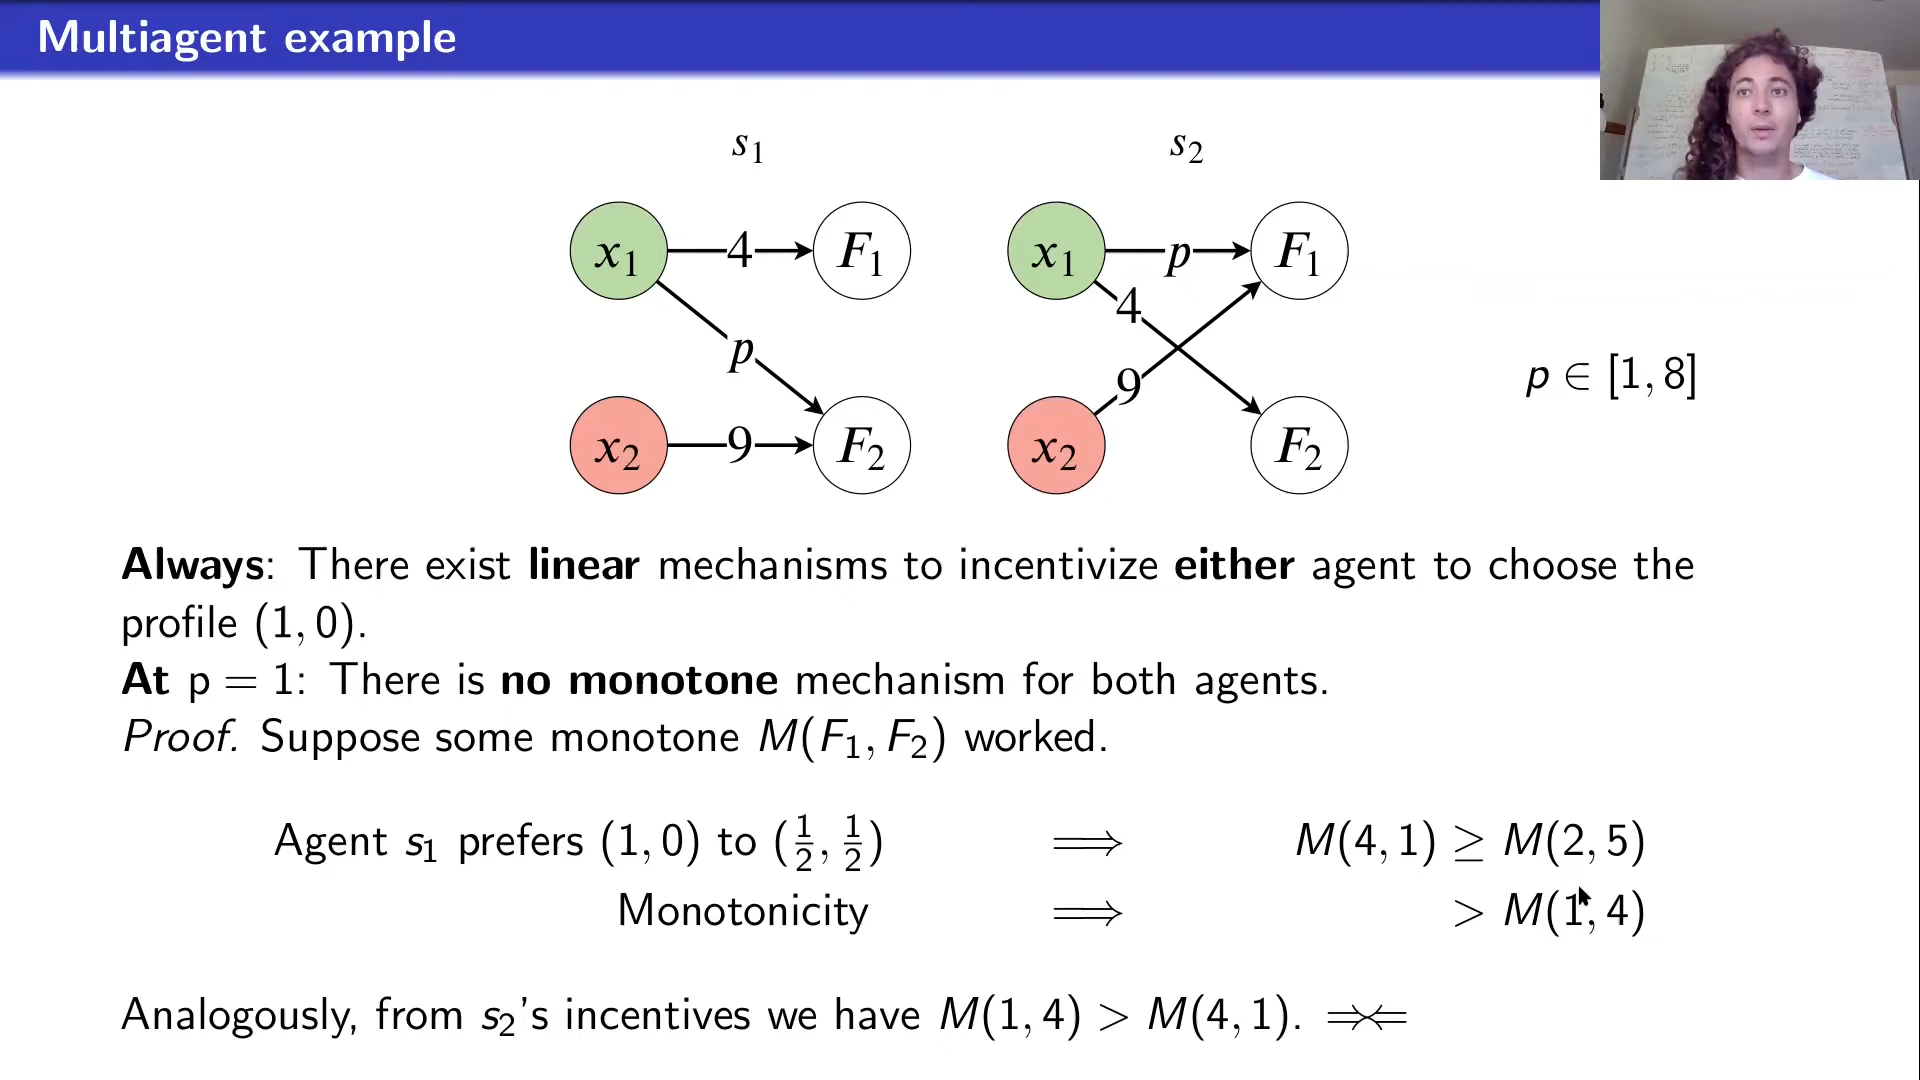 Multiagent example
s₁ s₂
x₁ 4 F₁ x₁ p F₁
4
p p ∈ [1, 8]
9
x₂ 9 F₂ x₂ F₂
Always: There exist linear mechanisms to incentivize either agent to choose the
profile (1, 0).
At p = 1: There is no monotone mechanism for both agents.
Proof. Suppose some monotone M(F₁, F₂) worked.
Agent s₁ prefers (1, 0) to (½, ½) ⟹ M(4, 1) ≥ M(2, 5)
Monotonicity ⟹ > M(1, 4)
Analogously, from s₂'s incentives we have M(1, 4) > M(4, 1). ⇒⇐